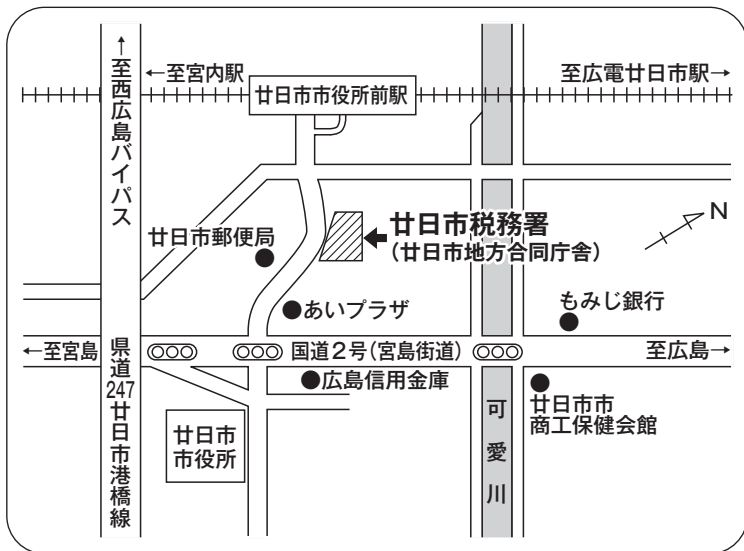 ↑至西広島バイパス
←至宮内駅
至広電廿日市駅→
廿日市市役所前駅
廿日市税務署
(廿日市地方合同庁舎)
N
廿日市郵便局
あいプラザ
もみじ銀行
←至宮島
国道2号(宮島街道)
至広島→
県道247廿日市港橋線
広島信用金庫
廿日市
市役所
可愛川
廿日市市
商工保健会館